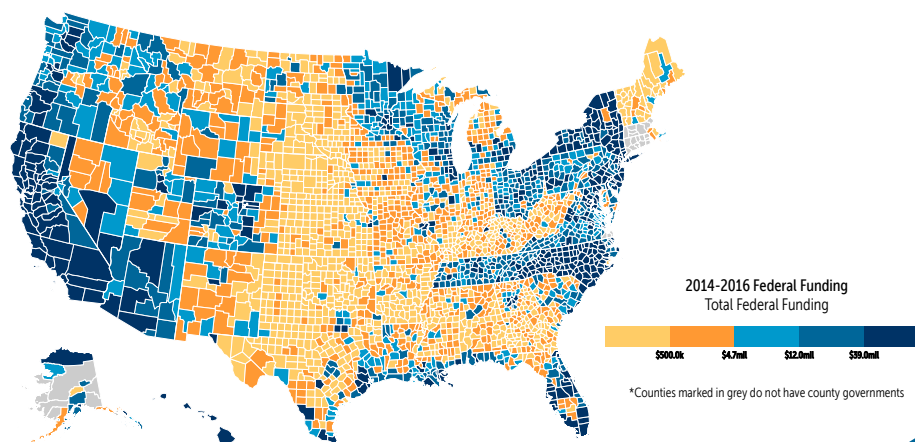 2014-2016 Federal Funding
Total Federal Funding
$500.0k $4.7mil $12.0mil $39.0mil
*Counties marked in grey do not have county governments